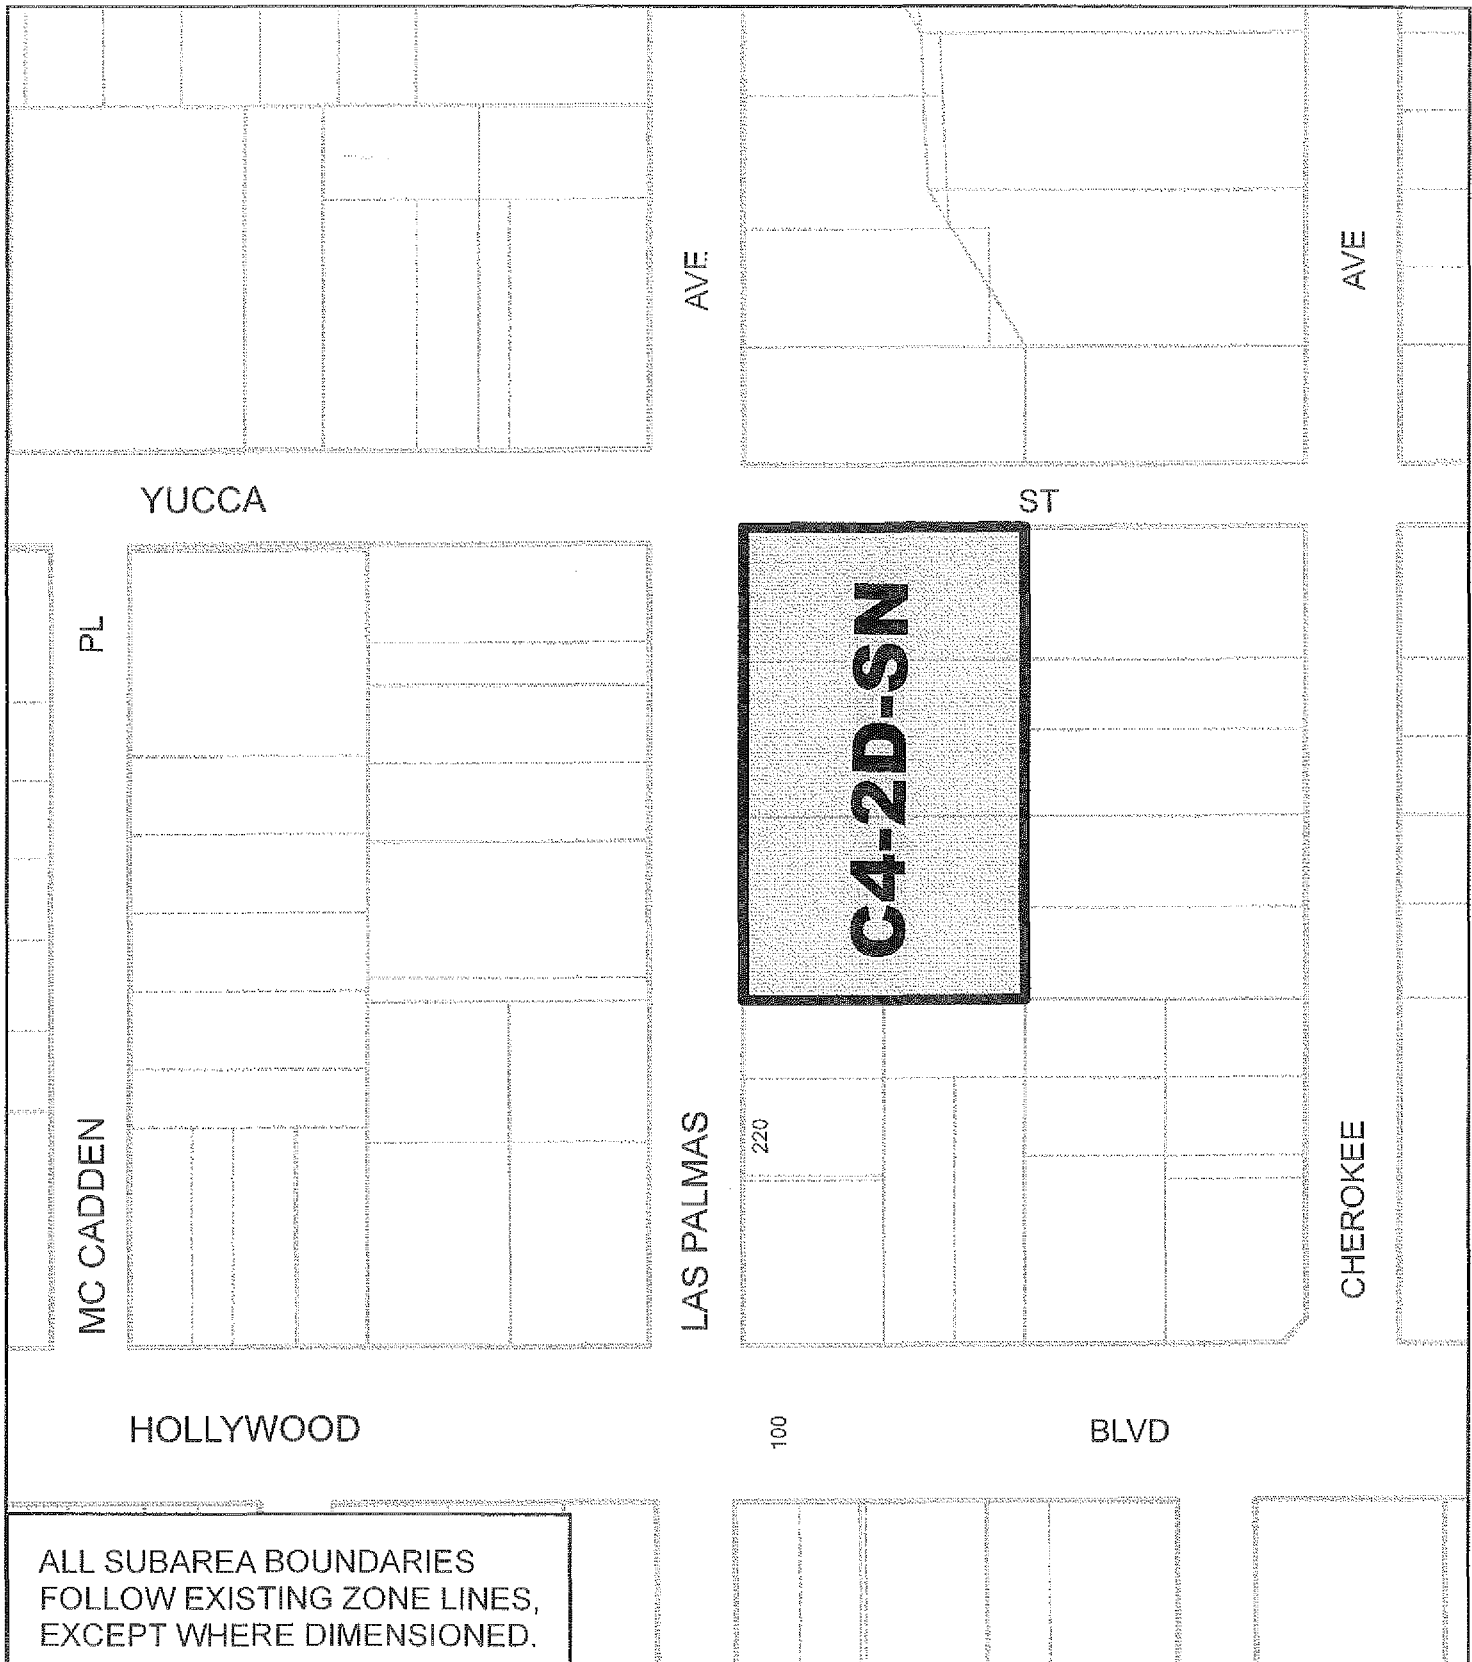 AVE
AVE
YUCCA
ST
PL
C4-2D-SN
MC CADDEN
LAS PALMAS
220
CHEROKEE
HOLLYWOOD
100
BLVD
ALL SUBAREA BOUNDARIES
FOLLOW EXISTING ZONE LINES,
EXCEPT WHERE DIMENSIONED.